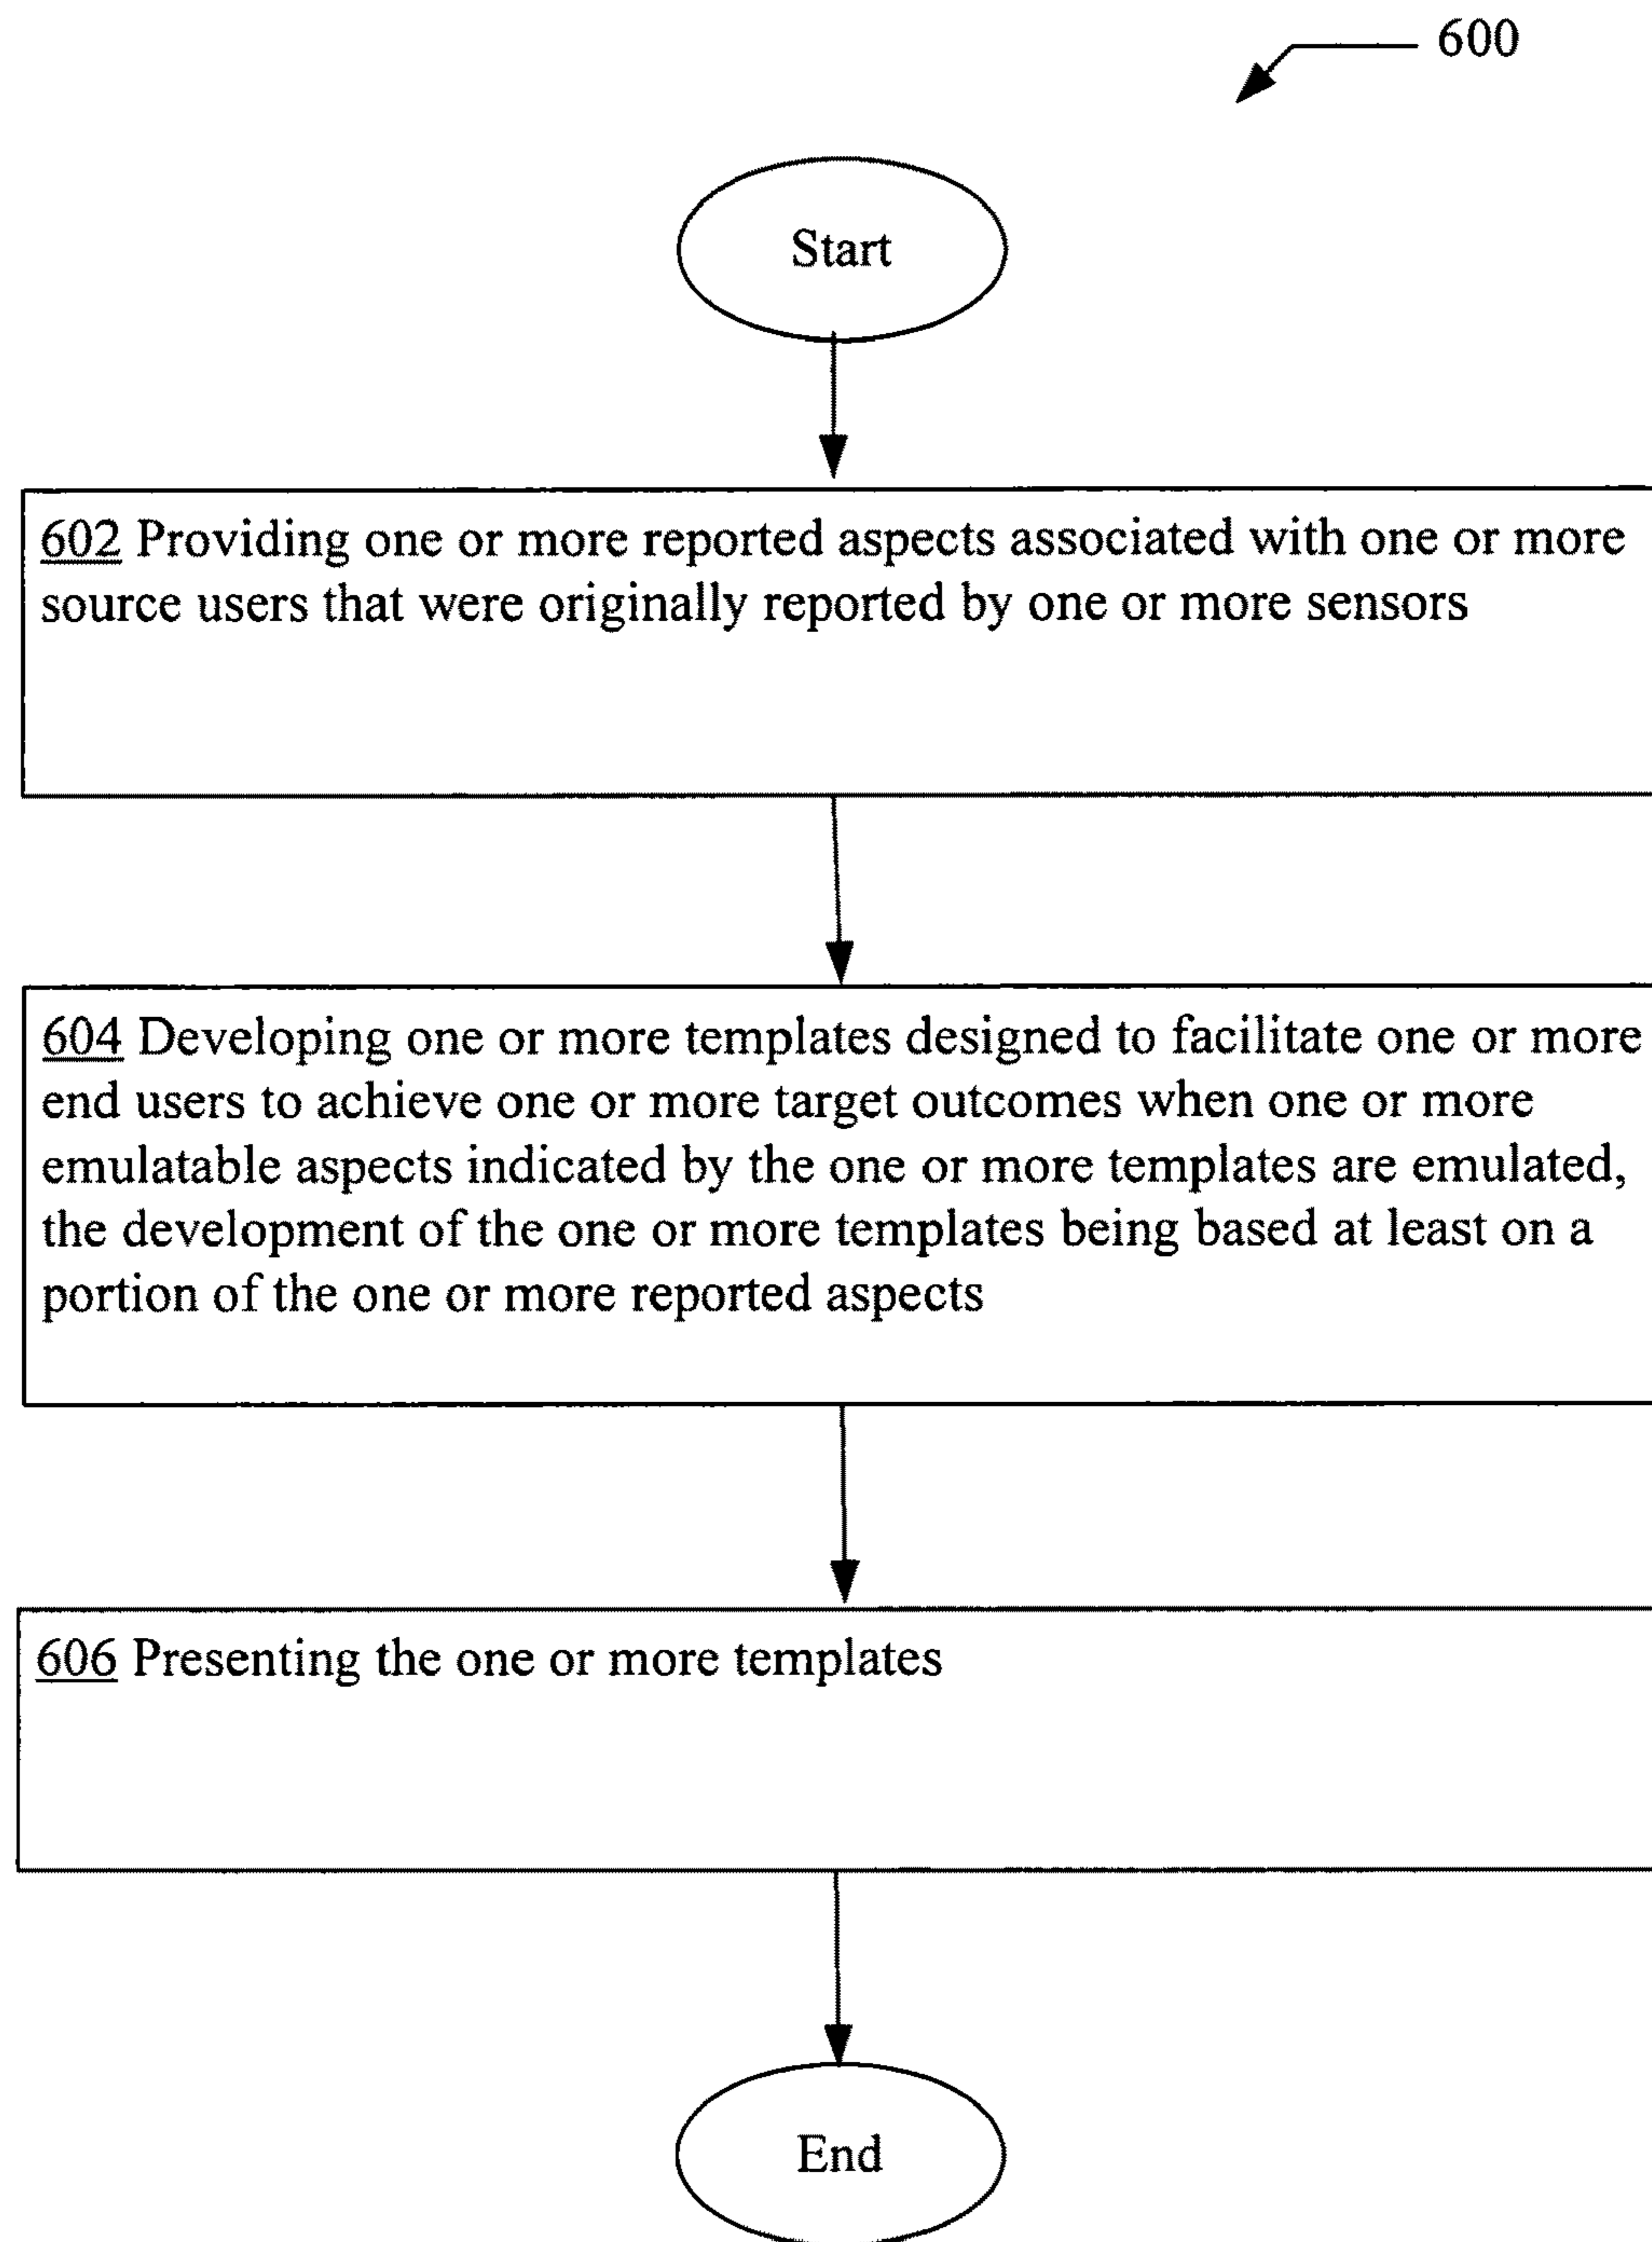 600
Start
602 Providing one or more reported aspects associated with one or more
source users that were originally reported by one or more sensors
604 Developing one or more templates designed to facilitate one or more
end users to achieve one or more target outcomes when one or more
emulatable aspects indicated by the one or more templates are emulated,
the development of the one or more templates being based at least on a
portion of the one or more reported aspects
606 Presenting the one or more templates
End